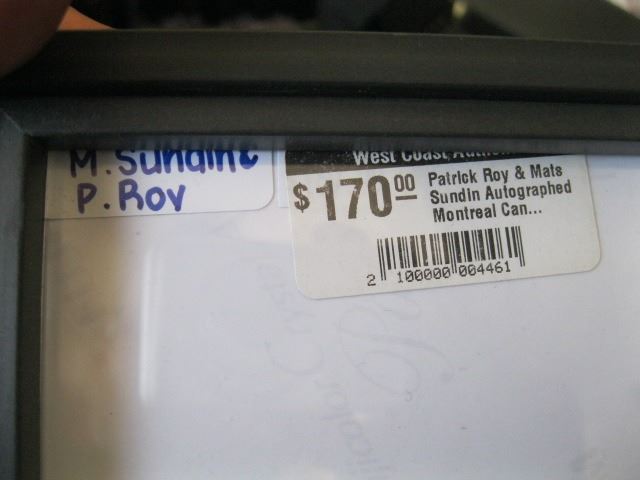 M. Sundin &
P. Roy
West Coast
$170.00
Patrick Roy & Mats
Sundin Autographed
Montreal Can...
2 100000 004461